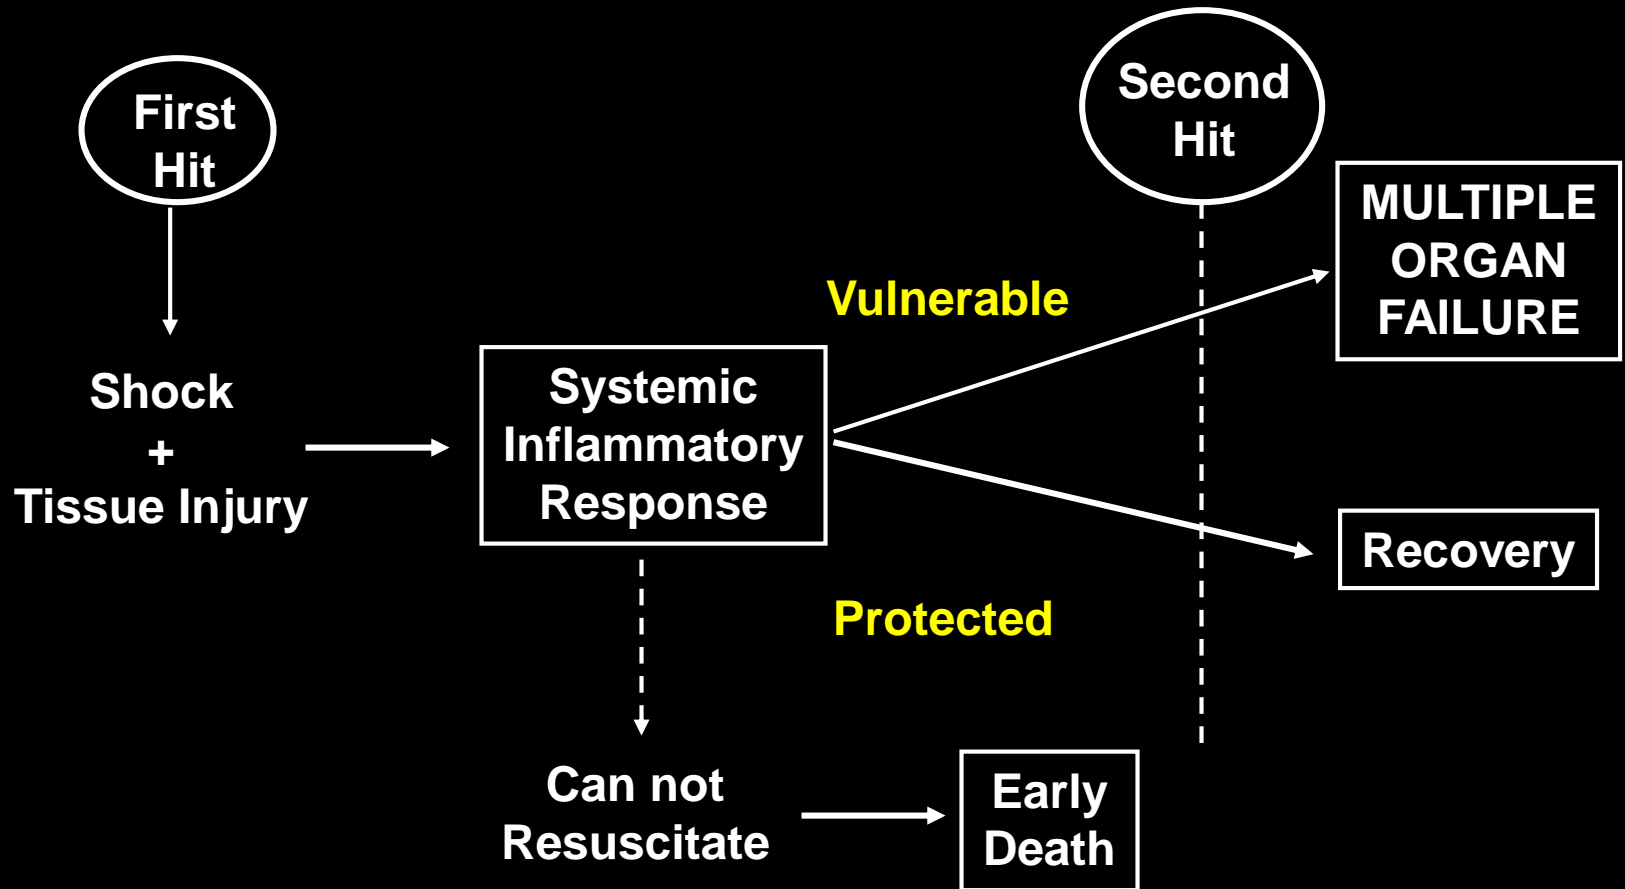 First
Hit
Second
Hit
MULTIPLE
ORGAN
FAILURE
Vulnerable
Shock
+
Tissue Injury
Systemic
Inflammatory
Response
Recovery
Protected
Can not
Resuscitate
Early
Death